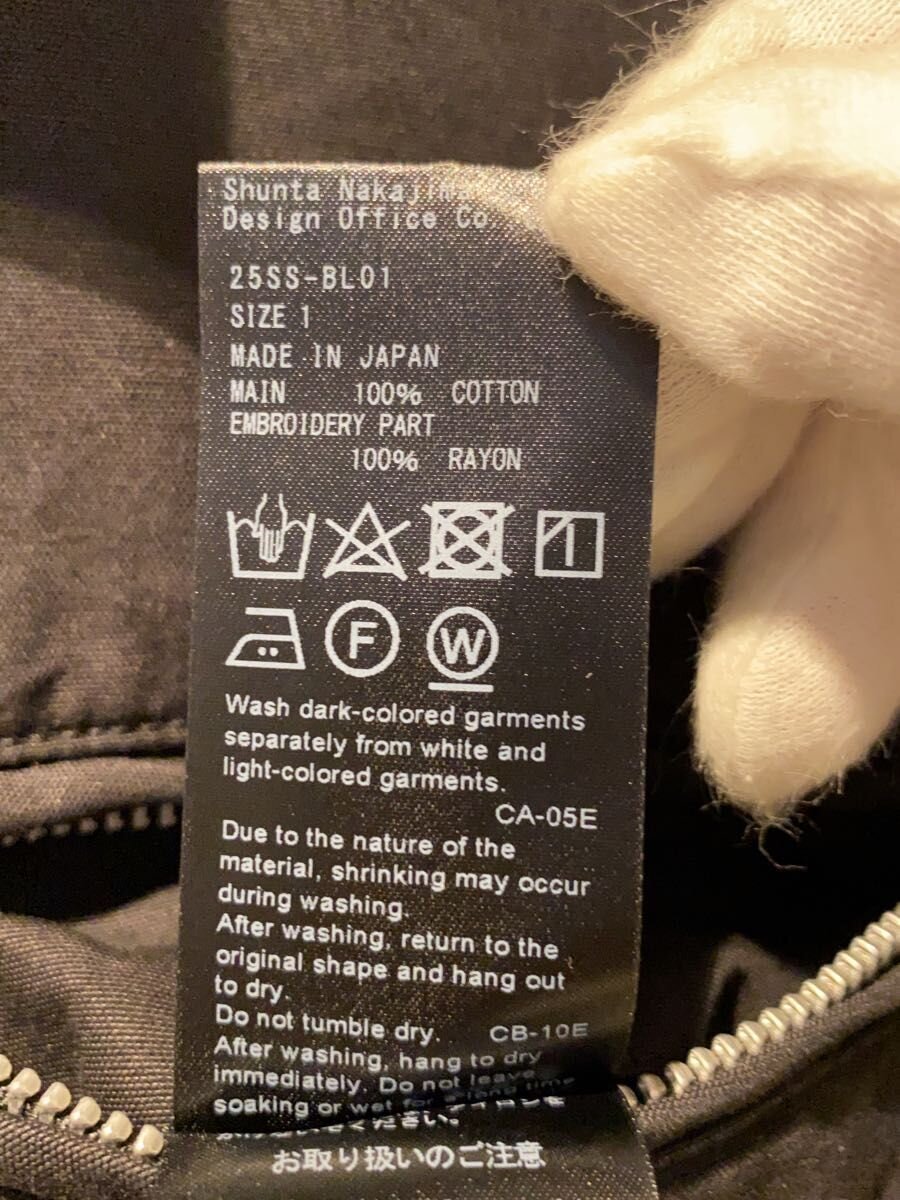 Shunta Nakajima
Design Office Co
25SS-BL01
SIZE 1
MADE IN JAPAN
MAIN 100% COTTON
EMBROIDERY PART
100% RAYON
F W
Wash dark-colored garments
separately from white and
light-colored garments.
CA-05E
Due to the nature of the
material, shrinking may occur
during washing.
After washing, return to the
original shape and hang out
to dry.
Do not tumble dry. CB-10E
After washing, hang to dry
immediately. Do not leave
soaking or wet for a long time
お取り扱いのご注意